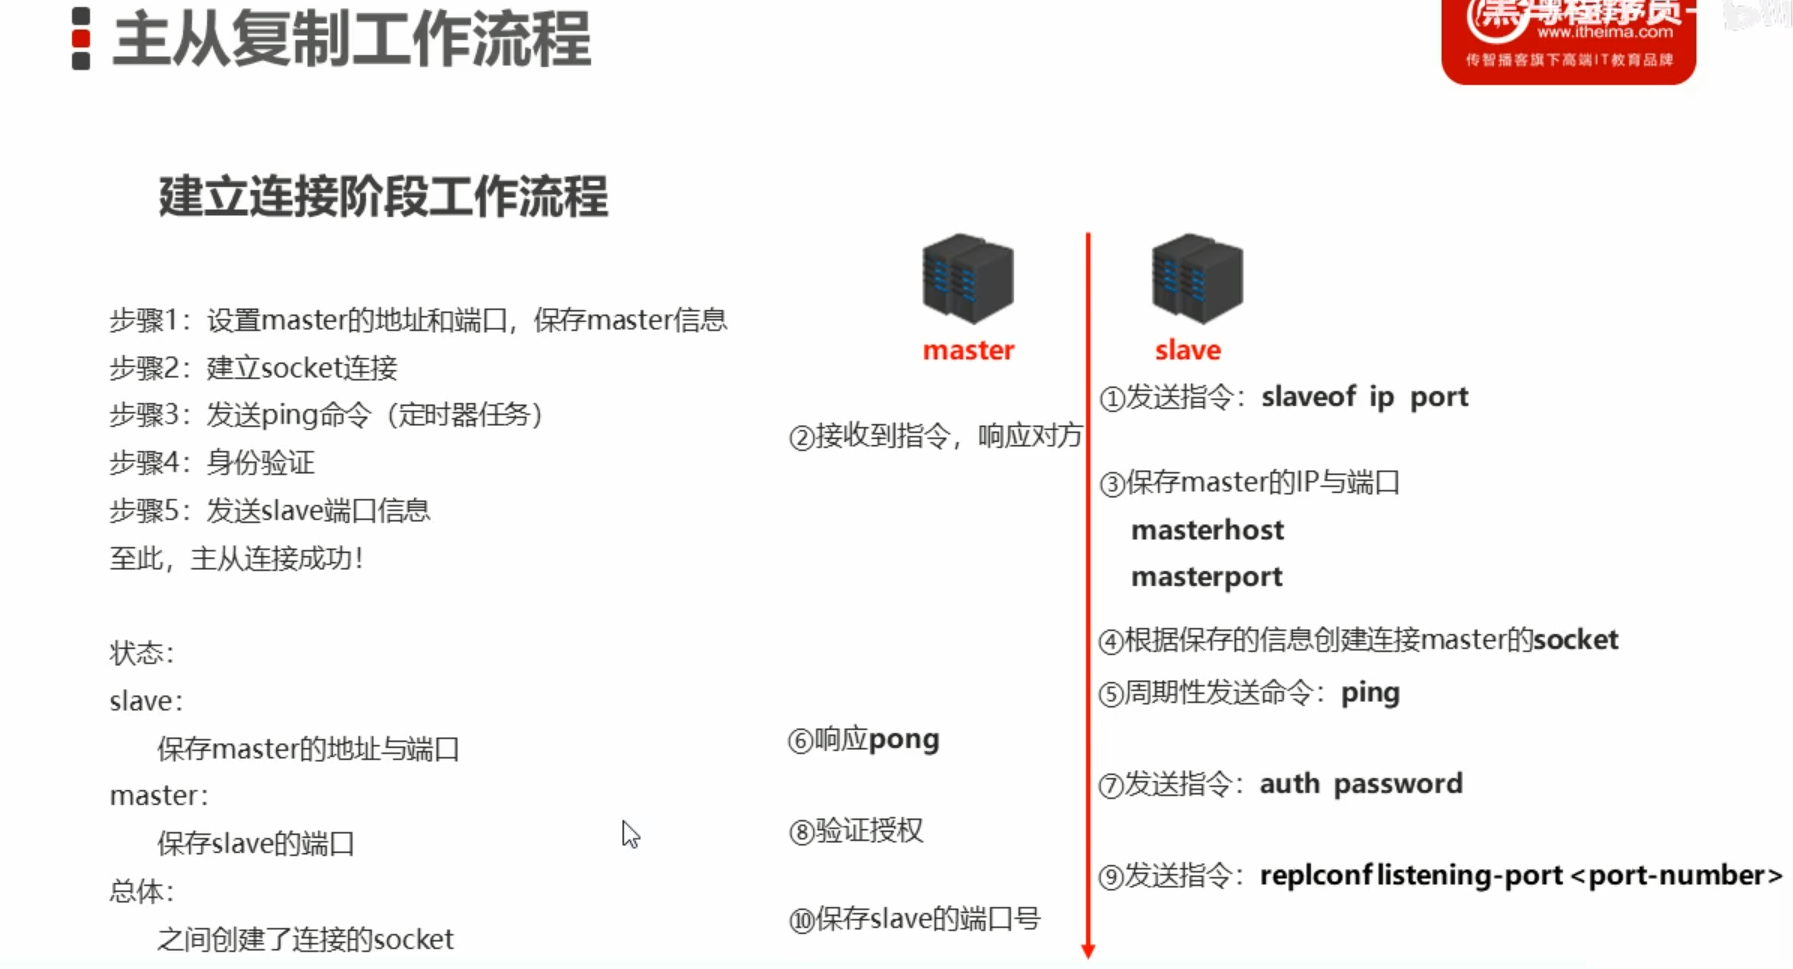 主从复制工作流程
黑马程序员
www.itheima.com
传智播客旗下高端IT教育品牌
建立连接阶段工作流程
步骤1：设置master的地址和端口，保存master信息
步骤2：建立socket连接
步骤3：发送ping命令（定时器任务）
步骤4：身份验证
步骤5：发送slave端口信息
至此，主从连接成功！
状态：
slave：
保存master的地址与端口
master：
保存slave的端口
总体：
之间创建了连接的socket
master
slave
①发送指令：slaveof ip port
②接收到指令，响应对方
③保存master的IP与端口
masterhost
masterport
④根据保存的信息创建连接master的socket
⑤周期性发送命令：ping
⑥响应pong
⑦发送指令：auth password
⑧验证授权
⑨发送指令：replconf listening-port <port-number>
⑩保存slave的端口号